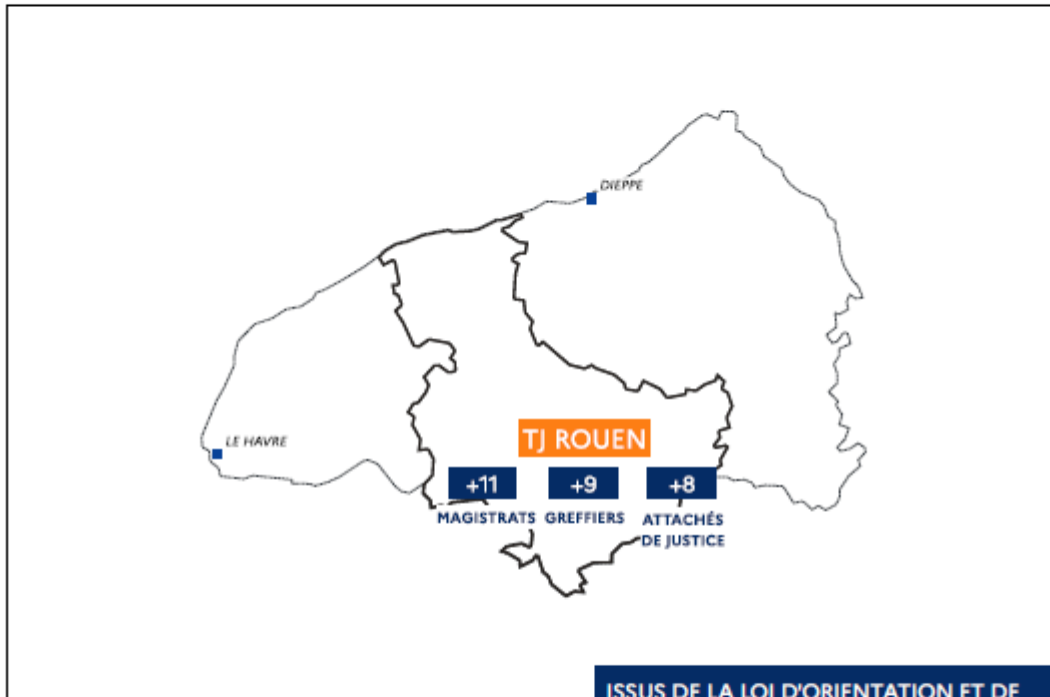 DIEPPE
LE HAVRE
TJ ROUEN
+11
+9
+8
MAGISTRATS
GREFFIERS
ATTACHÉS
DE JUSTICE
ISSUS DE LA LOI D'ORIENTATION ET DE